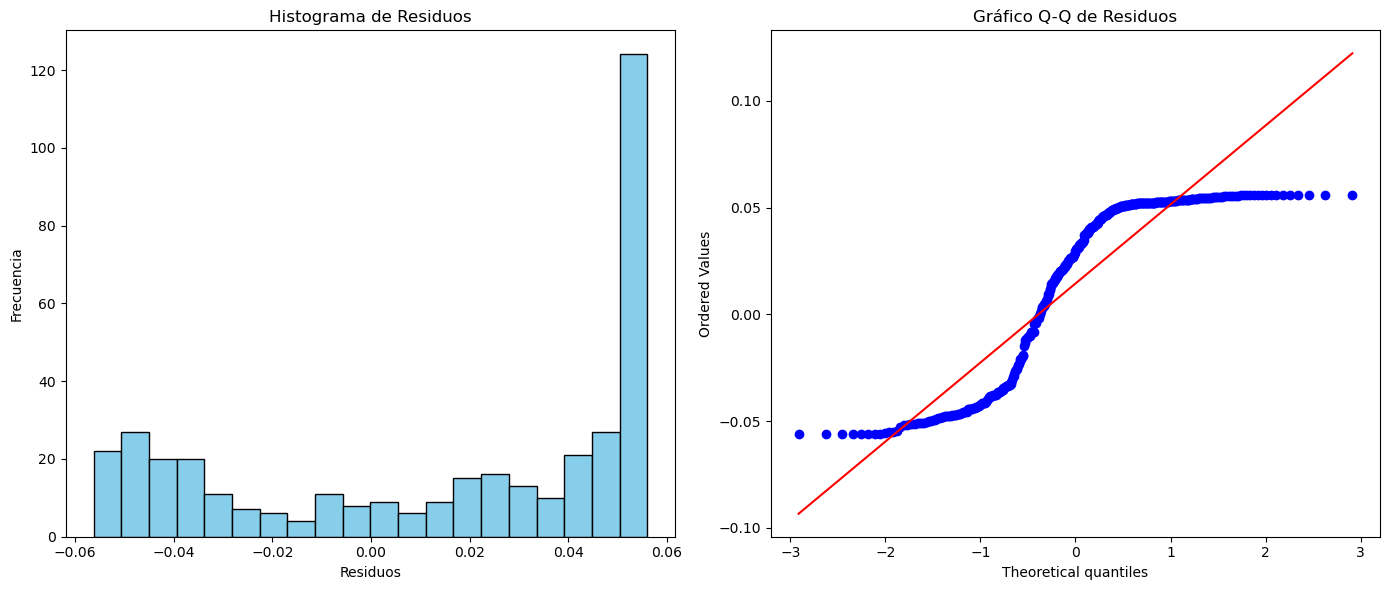 Histograma de Residuos
120
100
80
60
40
20
0
Frecuencia
−0.06 −0.04 −0.02 0.00 0.02 0.04 0.06
Residuos
Gráfico Q-Q de Residuos
0.10
0.05
0.00
−0.05
−0.10
Ordered Values
−3 −2 −1 0 1 2 3
Theoretical quantiles